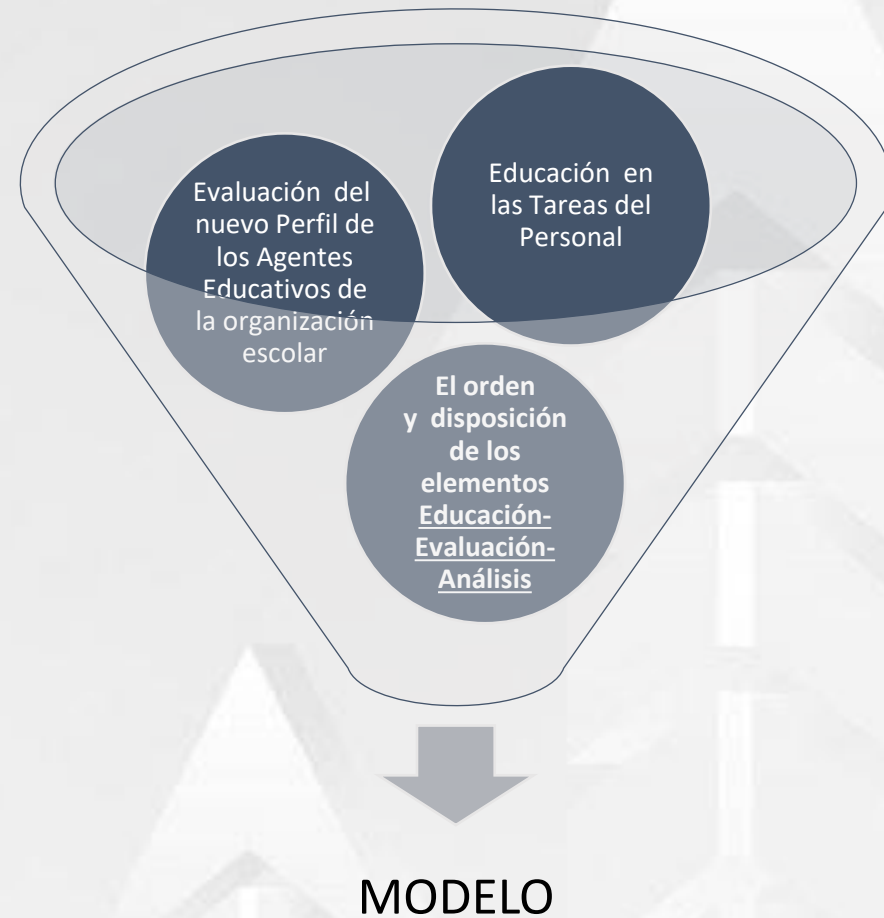 Evaluación del
nuevo Perfil de
los Agentes
Educativos de
la organización
escolar
Educación en
las Tareas del
Personal
El orden
y disposición
de los
elementos
Educación-
Evaluación-
Análisis
MODELO